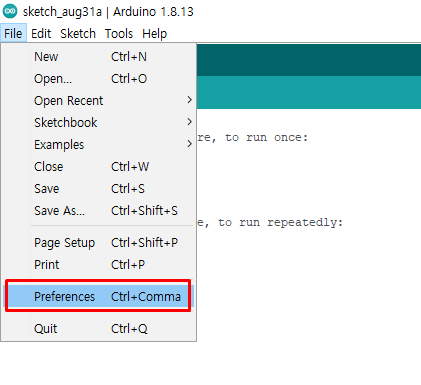 sketch_aug31a | Arduino 1.8.13
File Edit Sketch Tools Help
New Ctrl+N
Open... Ctrl+O
Open Recent
Sketchbook
Examples
re, to run once:
Close Ctrl+W
Save Ctrl+S
Save As... Ctrl+Shift+S
e, to run repeatedly:
Page Setup Ctrl+Shift+P
Print Ctrl+P
Preferences Ctrl+Comma
Quit Ctrl+Q